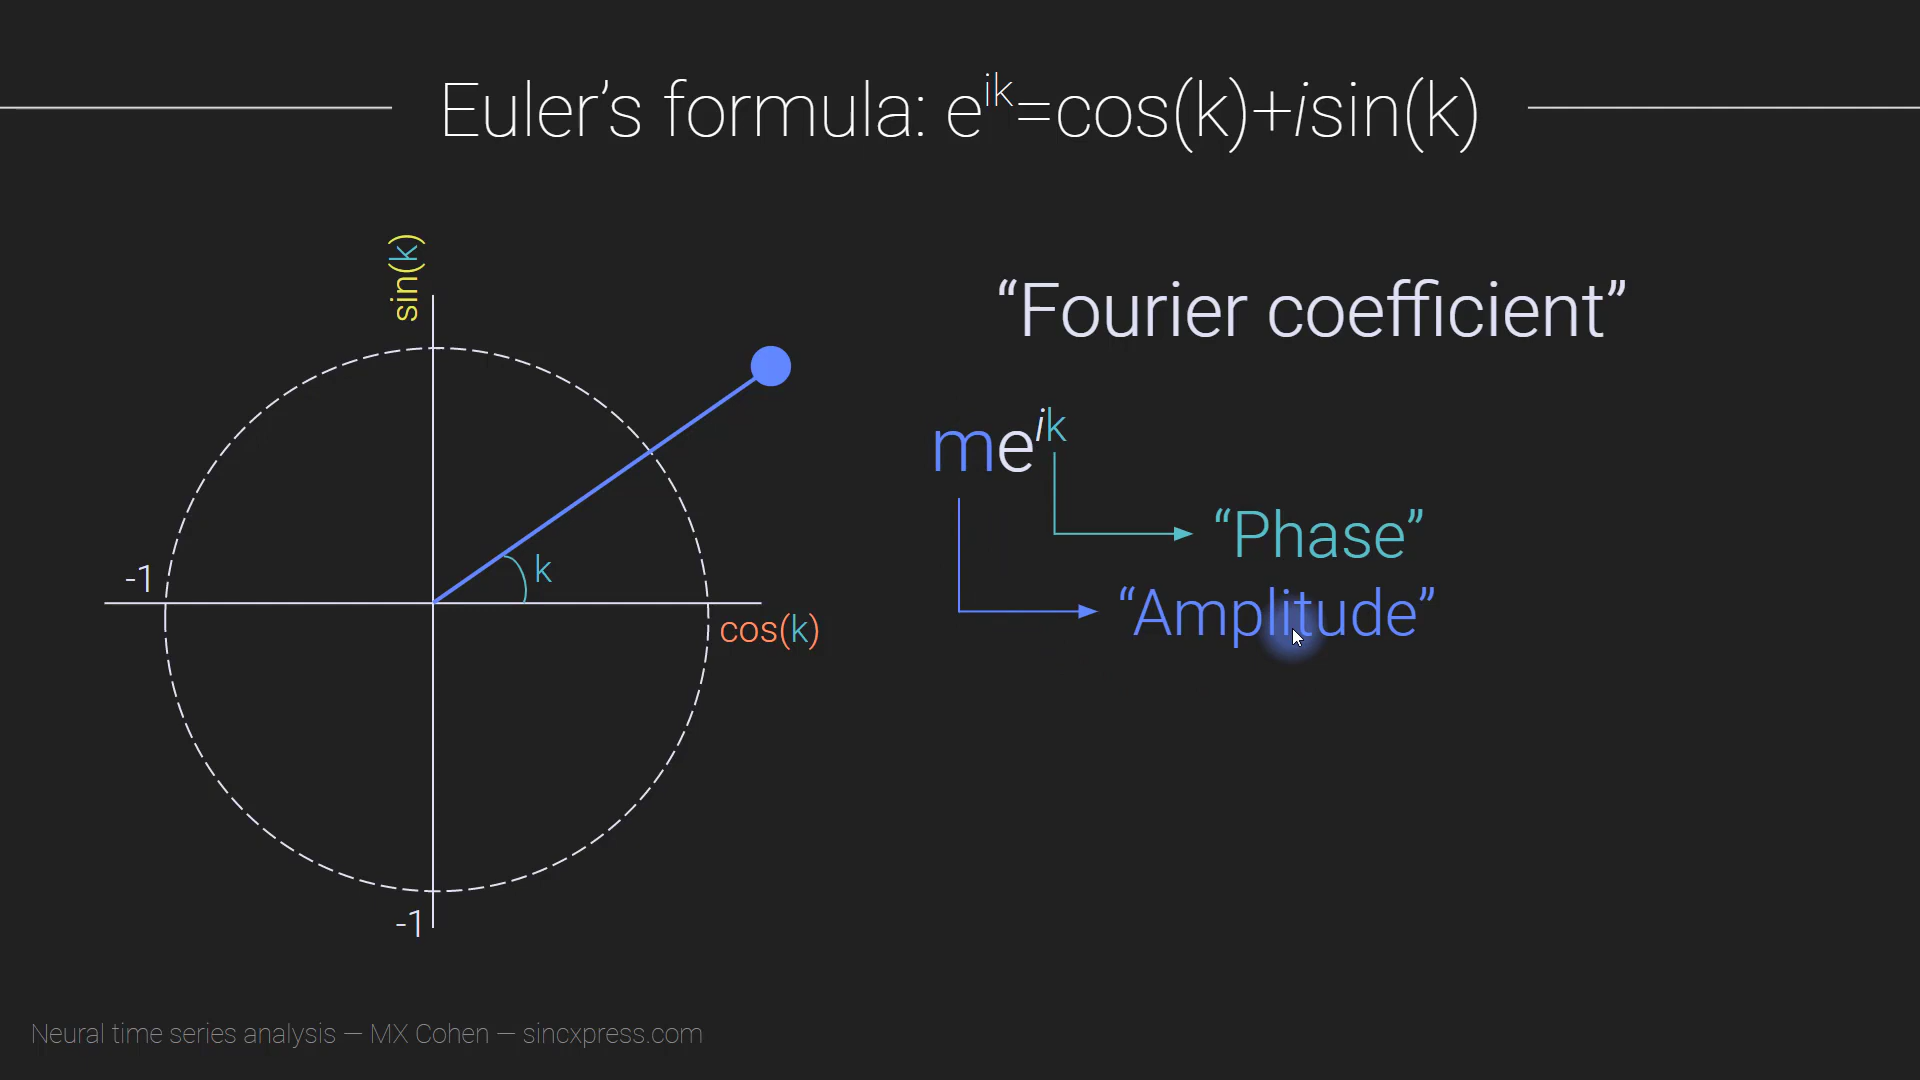 Euler’s formula: e^ik=cos(k)+isin(k)
sin(k)
“Fourier coefficient”
me^ik
“Phase”
k
-1
“Amplitude”
cos(k)
-1
Neural time series analysis — MX Cohen — sincxpress.com